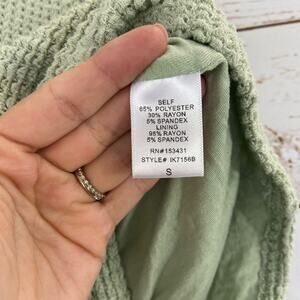 SELF
65% POLYESTER
30% RAYON
5% SPANDEX
LINING
95% RAYON
5% SPANDEX
RN#153431
STYLE# IK7156B
S